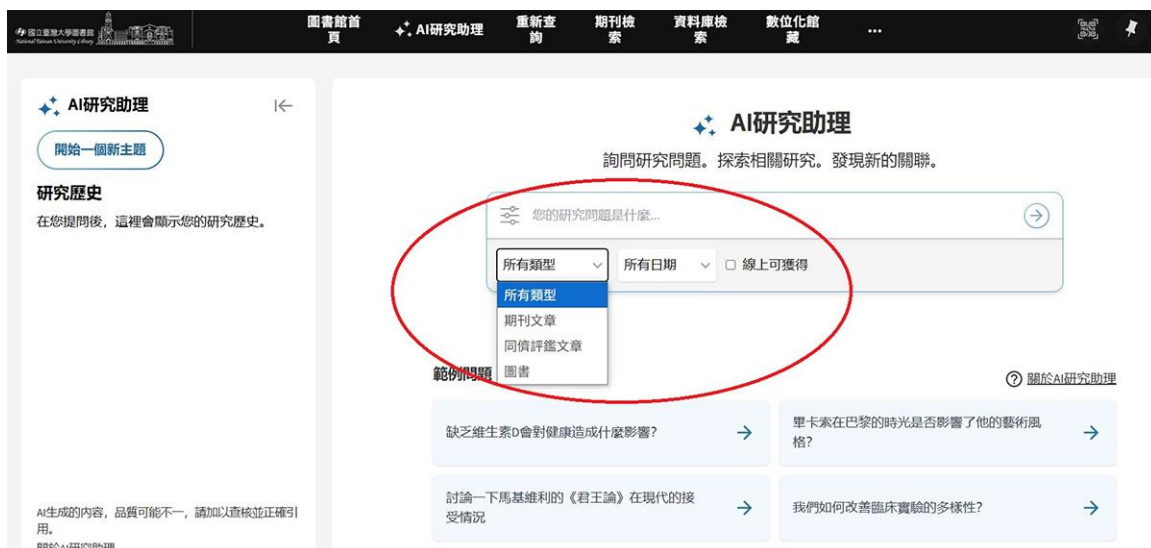 國立臺灣大學圖書館
National Taiwan University Library
圖書館首
頁
AI研究助理
重新查
詢
期刊檢
索
資料庫檢
索
數位化館
藏
...
AI研究助理
開始一個新主題
研究歷史
在您提問後，這裡會顯示您的研究歷史。
AI生成的內容，品質可能不一，請加以查核並正確引
用。
關於AI研究助理
AI研究助理
詢問研究問題。探索相關研究。發現新的關聯。
您的研究問題是什麼...
所有類型
所有日期
線上可獲得
所有類型
期刊文章
同儕評鑑文章
圖書
範例問題
關於AI研究助理
缺乏維生素D會對健康造成什麼影響?
畢卡索在巴黎的時光是否影響了他的藝術風
格?
討論一下馬基維利的《君王論》在現代的接
受情況
我們如何改善臨床實驗的多樣性?